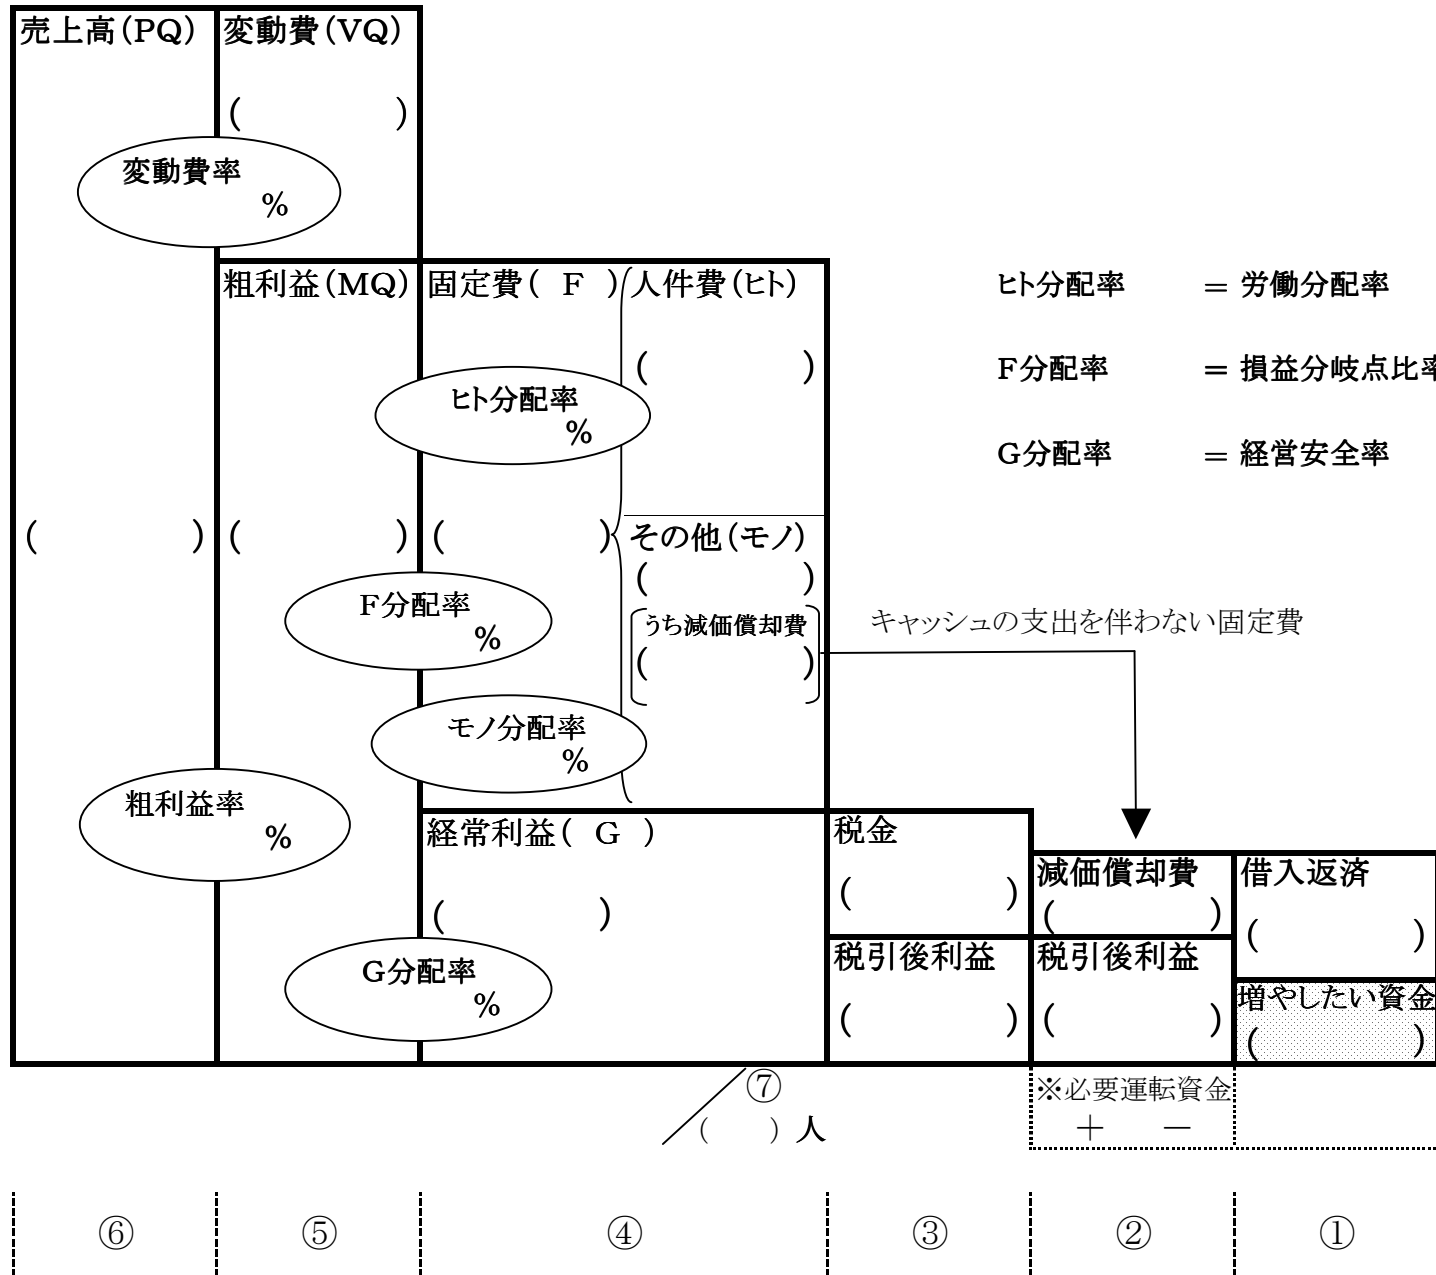 売上高(PQ)
変動費(VQ)
(　　　)
変動費率
%
粗利益(MQ)
固定費( F )
人件費(ヒト)
(　　　)
ヒト分配率
%
ヒト分配率 = 労働分配率
F分配率 = 損益分岐点比率
G分配率 = 経営安全率
(　　　)
(　　　)
(　　　)
その他(モノ)
(　　　)
うち減価償却費
(　　　)
キャッシュの支出を伴わない固定費
F分配率
%
モノ分配率
%
粗利益率
%
経常利益( G )
(　　　)
G分配率
%
税金
(　　　)
減価償却費
(　　　)
借入返済
(　　　)
税引後利益
(　　　)
税引後利益
(　　　)
増やしたい資金
(　　　)
⑦
(　　) 人
※必要運転資金
＋ －
⑥ ⑤ ④ ③ ② ①